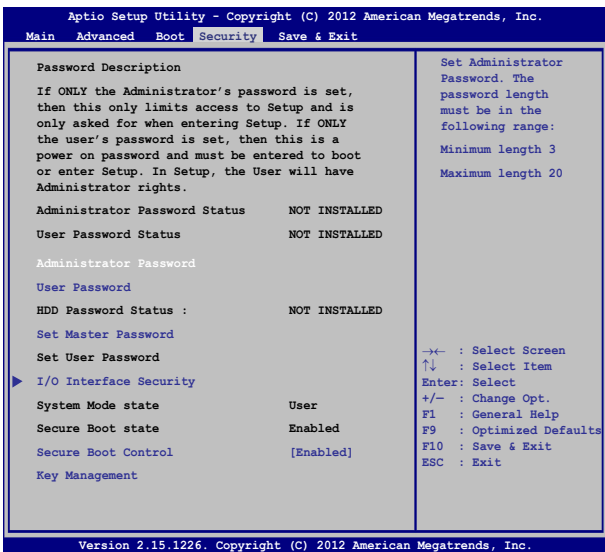 Aptio Setup Utility - Copyright (C) 2012 American Megatrends, Inc.
Main Advanced Boot Security Save & Exit
Password Description
If ONLY the Administrator's password is set,
then this only limits access to Setup and is
only asked for when entering Setup. If ONLY
the user's password is set, then this is a
power on password and must be entered to boot
or enter Setup. In Setup, the User will have
Administrator rights.
Administrator Password Status NOT INSTALLED
User Password Status NOT INSTALLED
Administrator Password
User Password
HDD Password Status : NOT INSTALLED
Set Master Password
Set User Password
I/O Interface Security
System Mode state User
Secure Boot state Enabled
Secure Boot Control [Enabled]
Key Management
Set Administrator
Password. The
password length
must be in the
following range:
Minimum length 3
Maximum length 20
→← : Select Screen
↑↓ : Select Item
Enter: Select
+/— : Change Opt.
F1 : General Help
F9 : Optimized Defaults
F10 : Save & Exit
ESC : Exit
Version 2.15.1226. Copyright (C) 2012 American Megatrends, Inc.